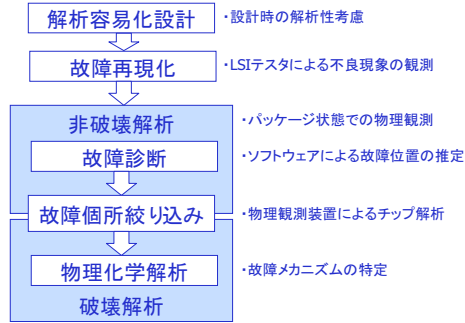 解析容易化設計
・設計時の解析性考慮
故障再現化
・LSIテスタによる不良現象の観測
非破壊解析
・パッケージ状態での物理観測
故障診断
・ソフトウェアによる故障位置の推定
故障個所絞り込み
・物理観測装置によるチップ解析
物理化学解析
・故障メカニズムの特定
破壊解析